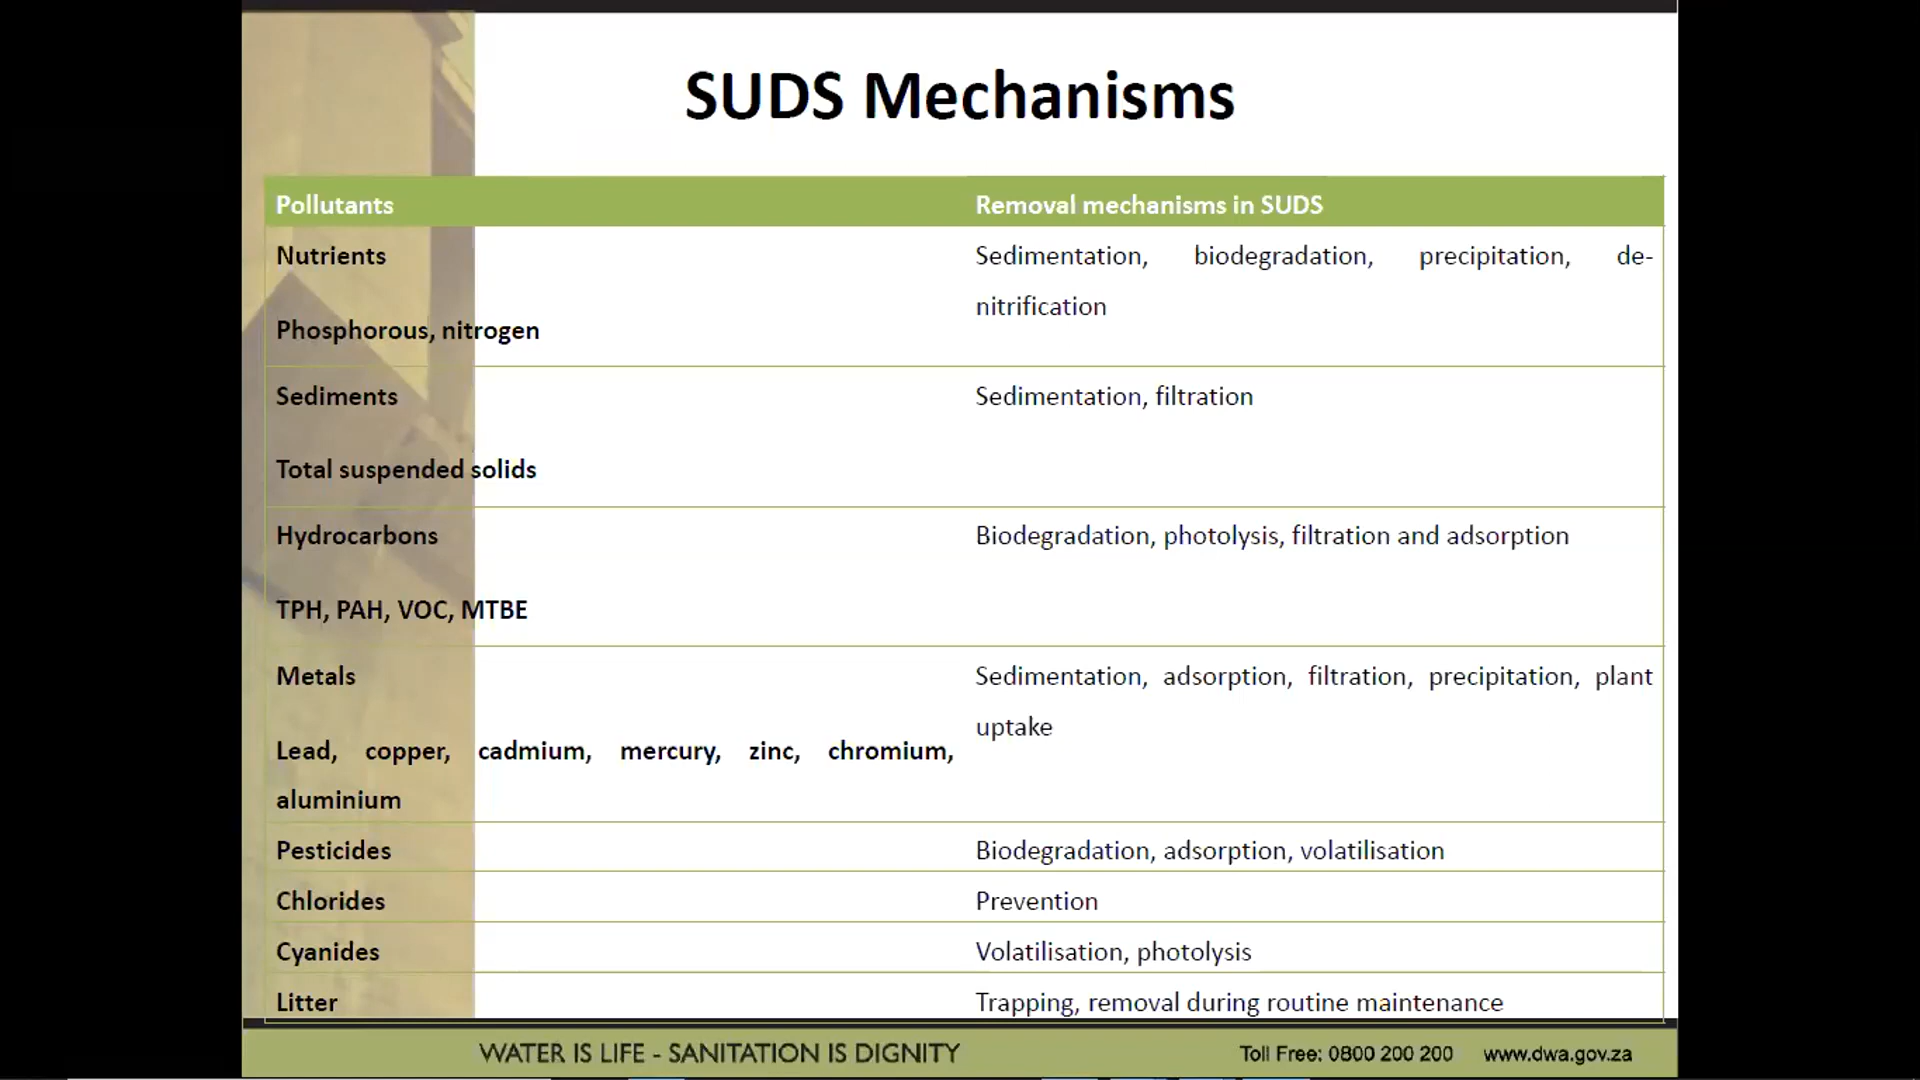 SUDS Mechanisms
Pollutants
Removal mechanisms in SUDS
Nutrients
Phosphorous, nitrogen
Sedimentation, biodegradation, precipitation, de-
nitrification
Sediments
Total suspended solids
Sedimentation, filtration
Hydrocarbons
TPH, PAH, VOC, MTBE
Biodegradation, photolysis, filtration and adsorption
Metals
Lead, copper, cadmium, mercury, zinc, chromium,
aluminium
Sedimentation, adsorption, filtration, precipitation, plant
uptake
Pesticides
Biodegradation, adsorption, volatilisation
Chlorides
Prevention
Cyanides
Volatilisation, photolysis
Litter
Trapping, removal during routine maintenance
WATER IS LIFE - SANITATION IS DIGNITY
Toll Free: 0800 200 200 www.dwa.gov.za